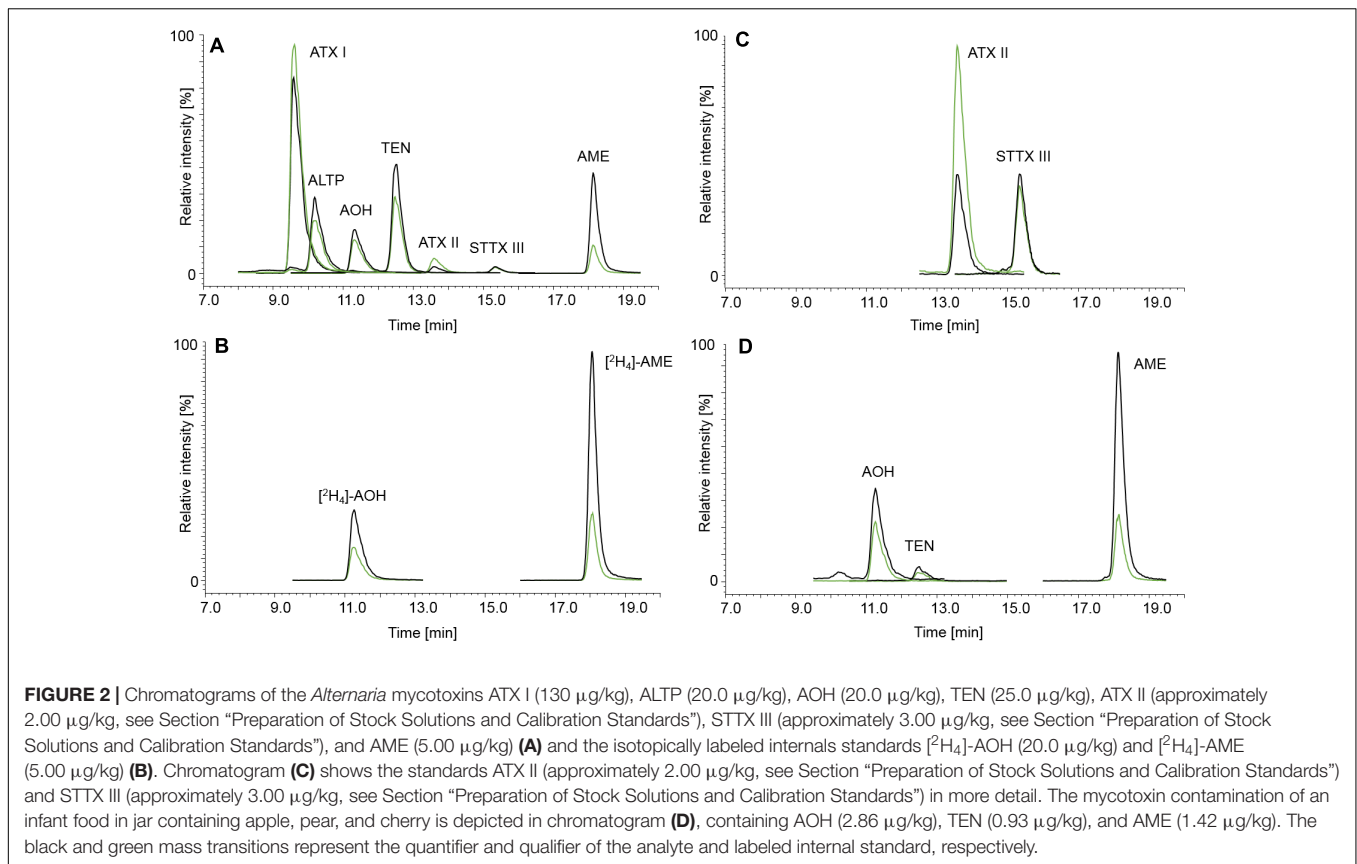 A
100
Relative intensity [%]
0
ATX I
ALTP
AOH
TEN
ATX II
STTX III
AME
7.0 9.0 11.0 13.0 15.0 17.0 19.0
Time [min]
C
100
Relative intensity [%]
0
ATX II
STTX III
7.0 9.0 11.0 13.0 15.0 17.0 19.0
Time [min]
B
100
Relative intensity [%]
0
[²H₄]-AOH
[²H₄]-AME
7.0 9.0 11.0 13.0 15.0 17.0 19.0
Time [min]
D
100
Relative intensity [%]
0
AOH
TEN
AME
7.0 9.0 11.0 13.0 15.0 17.0 19.0
Time [min]
FIGURE 2 | Chromatograms of the Alternaria mycotoxins ATX I (130 μg/kg), ALTP (20.0 μg/kg), AOH (20.0 μg/kg), TEN (25.0 μg/kg), ATX II (approximately
2.00 μg/kg, see Section “Preparation of Stock Solutions and Calibration Standards”), STTX III (approximately 3.00 μg/kg, see Section “Preparation of Stock
Solutions and Calibration Standards”), and AME (5.00 μg/kg) (A) and the isotopically labeled internals standards [²H₄]-AOH (20.0 μg/kg) and [²H₄]-AME
(5.00 μg/kg) (B). Chromatogram (C) shows the standards ATX II (approximately 2.00 μg/kg, see Section “Preparation of Stock Solutions and Calibration Standards”)
and STTX III (approximately 3.00 μg/kg, see Section “Preparation of Stock Solutions and Calibration Standards”) in more detail. The mycotoxin contamination of an
infant food in jar containing apple, pear, and cherry is depicted in chromatogram (D), containing AOH (2.86 μg/kg), TEN (0.93 μg/kg), and AME (1.42 μg/kg). The
black and green mass transitions represent the quantifier and qualifier of the analyte and labeled internal standard, respectively.